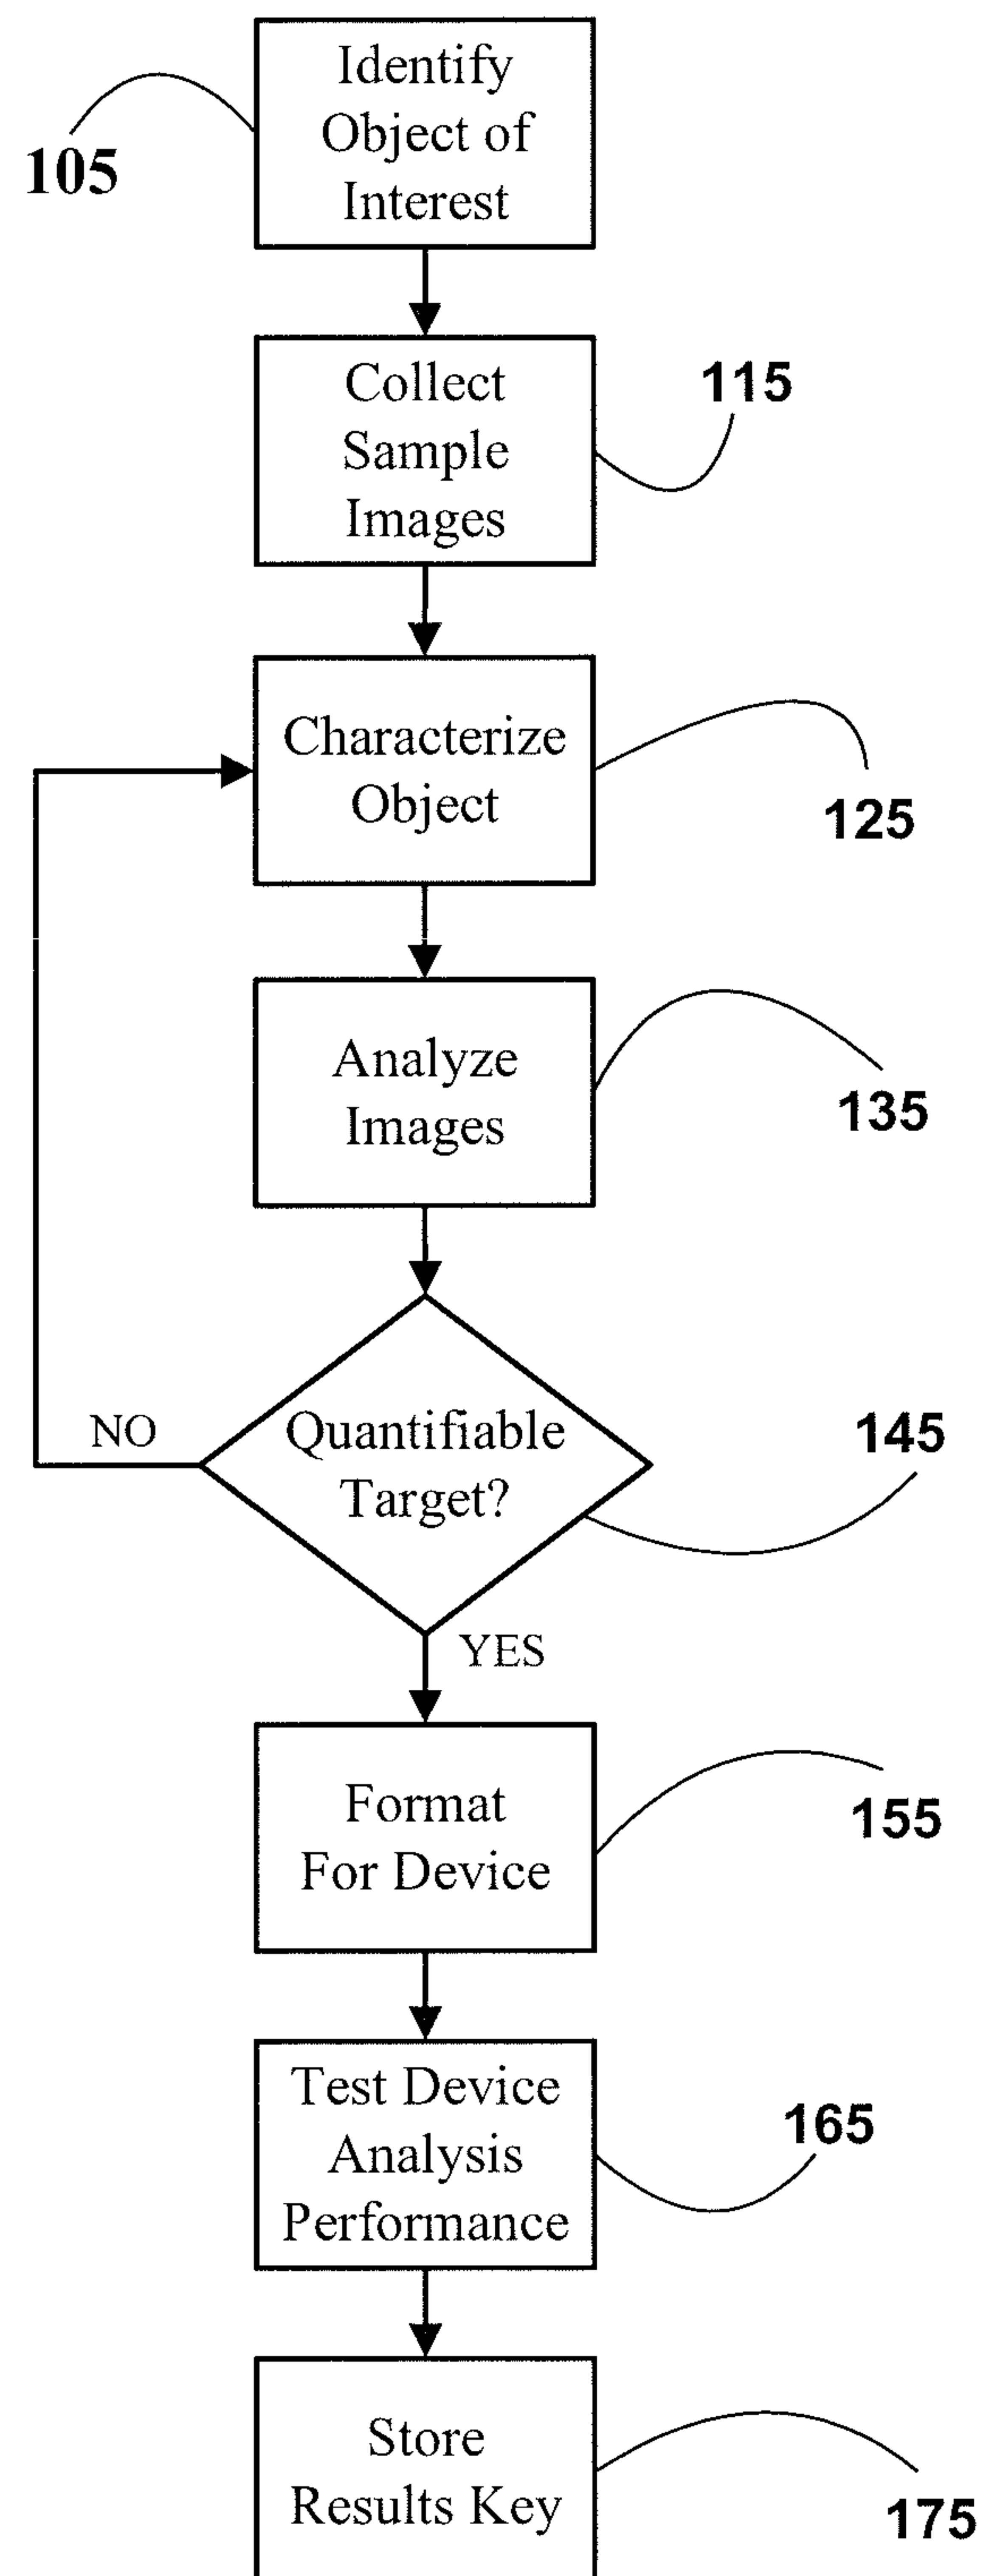 Identify
Object of
Interest
105
Collect
Sample
Images
115
Characterize
Object
125
Analyze
Images
135
Quantifiable
Target?
145
NO
YES
Format
For Device
155
Test Device
Analysis
Performance
165
Store
Results Key
175